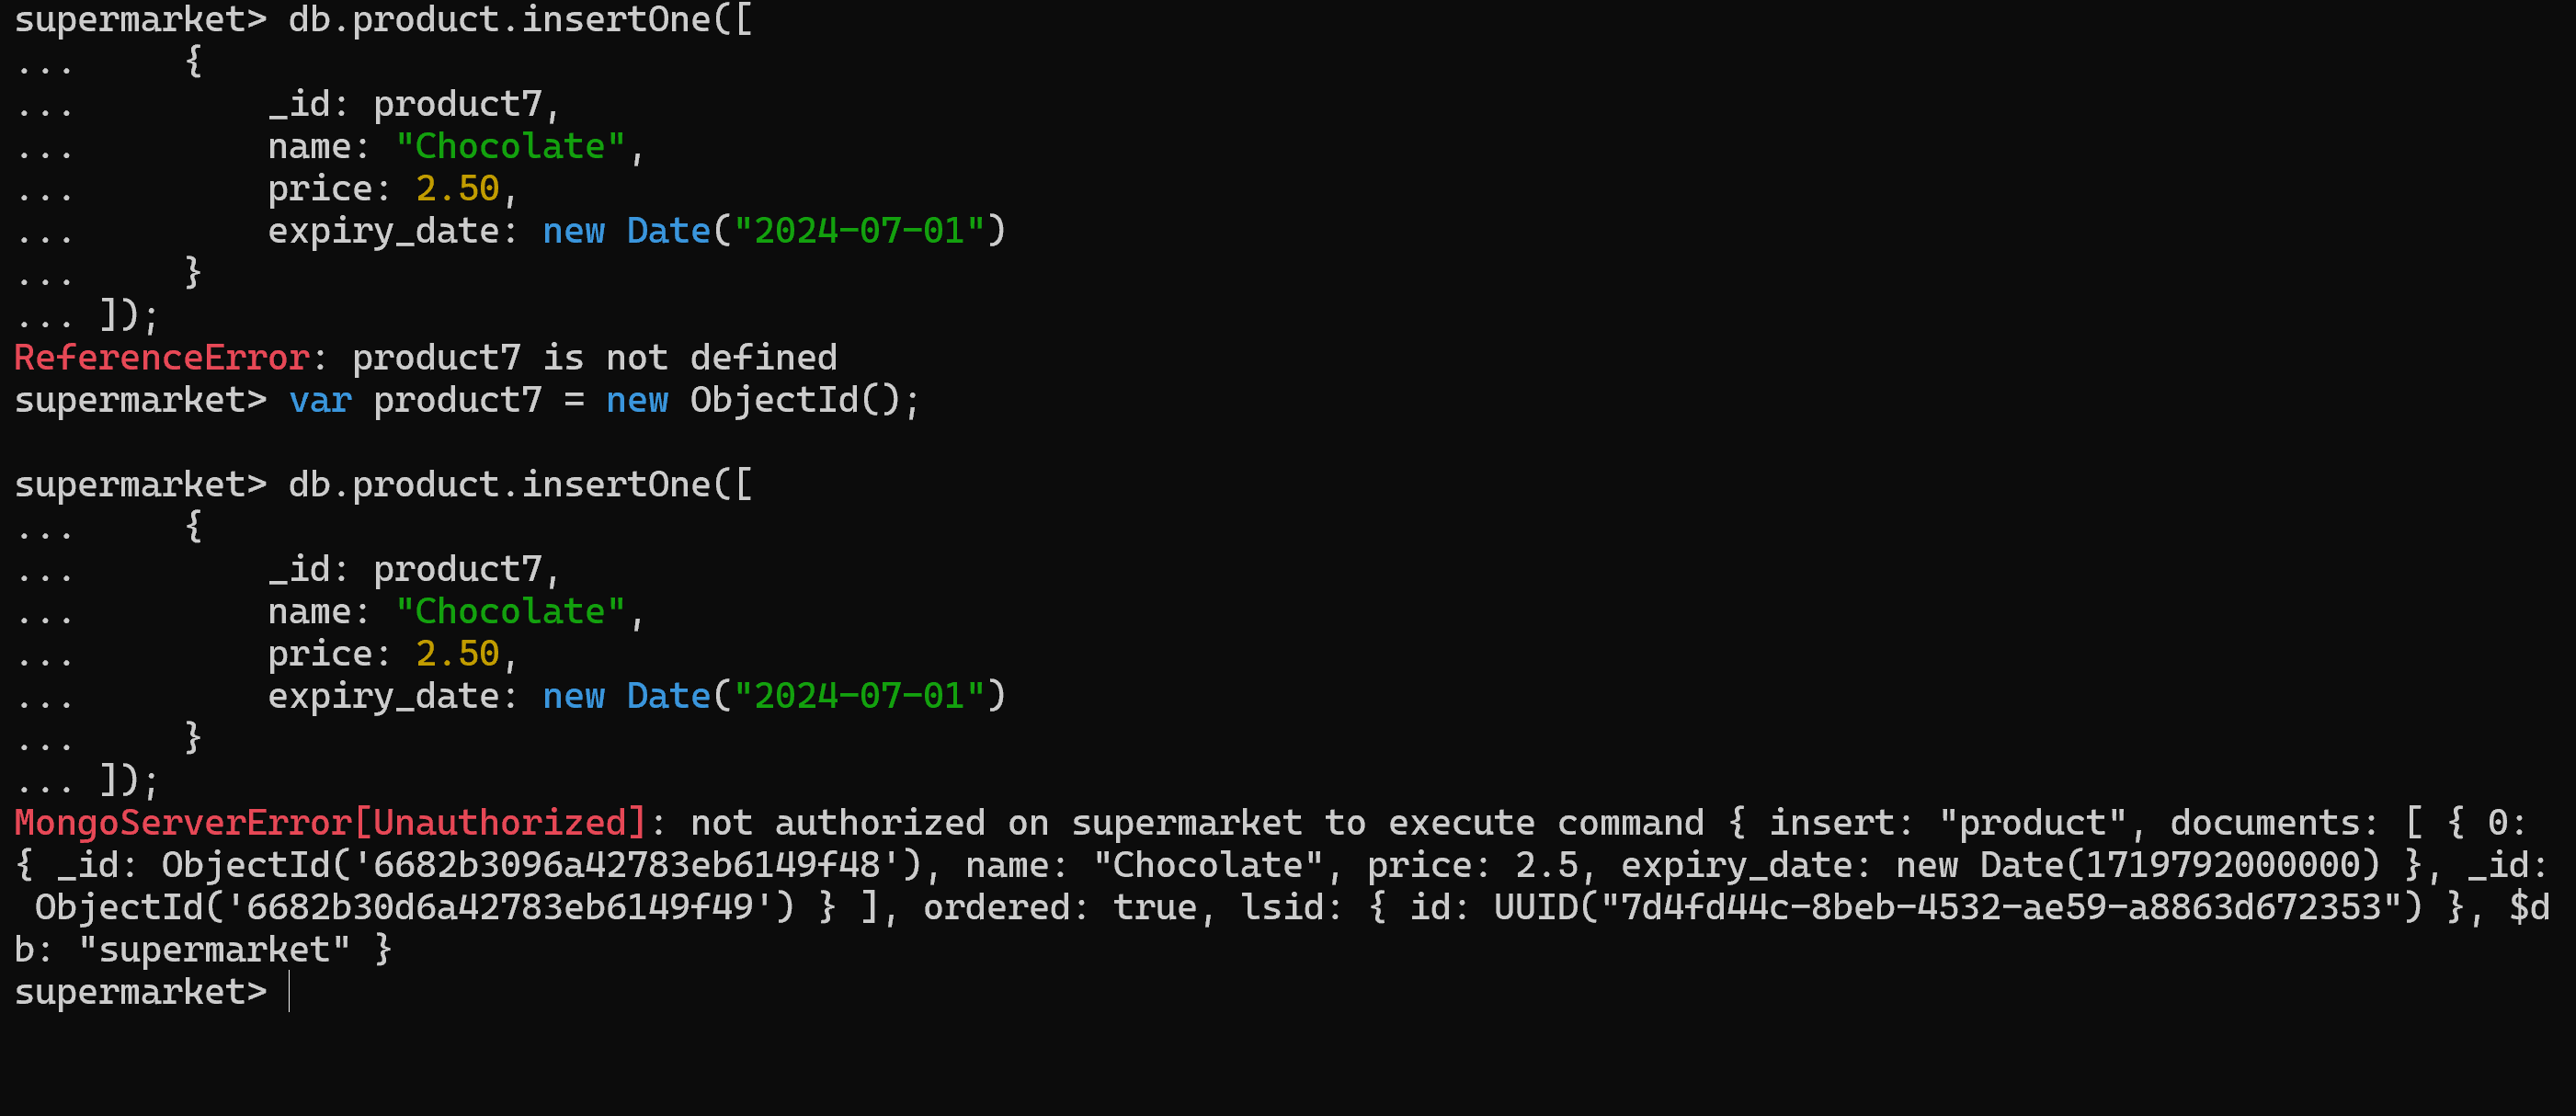 supermarket> db.product.insertOne([
...     {
...         _id: product7,
...         name: "Chocolate",
...         price: 2.50,
...         expiry_date: new Date("2024-07-01")
...     }
... ]);
ReferenceError: product7 is not defined
supermarket> var product7 = new ObjectId();
supermarket> db.product.insertOne([
...     {
...         _id: product7,
...         name: "Chocolate",
...         price: 2.50,
...         expiry_date: new Date("2024-07-01")
...     }
... ]);
MongoServerError[Unauthorized]: not authorized on supermarket to execute command { insert: "product", documents: [ { 0:
{ _id: ObjectId('6682b3096a42783eb6149f48'), name: "Chocolate", price: 2.5, expiry_date: new Date(1719792000000) }, _id:
 ObjectId('6682b30d6a42783eb6149f49') } ], ordered: true, lsid: { id: UUID("7d4fd44c-8beb-4532-ae59-a8863d672353") }, $d
b: "supermarket" }
supermarket>